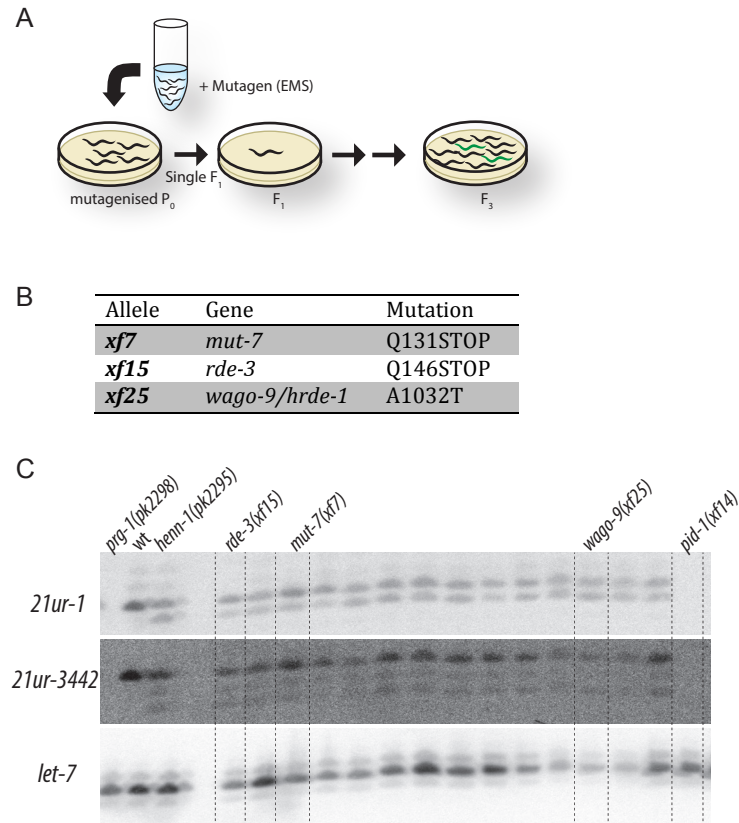 A
+ Mutagen (EMS)
Single F1
mutagenised P0
F1
F3
B
Allele Gene Mutation
xf7 mut-7 Q131STOP
xf15 rde-3 Q146STOP
xf25 wago-9/hrde-1 A1032T
C
prg-1(pk2298)
wt
henn-1(pk2295)
rde-3(xf15)
mut-7(xf7)
wago-9(xf25)
pid-1(xf14)
21ur-1
21ur-3442
let-7